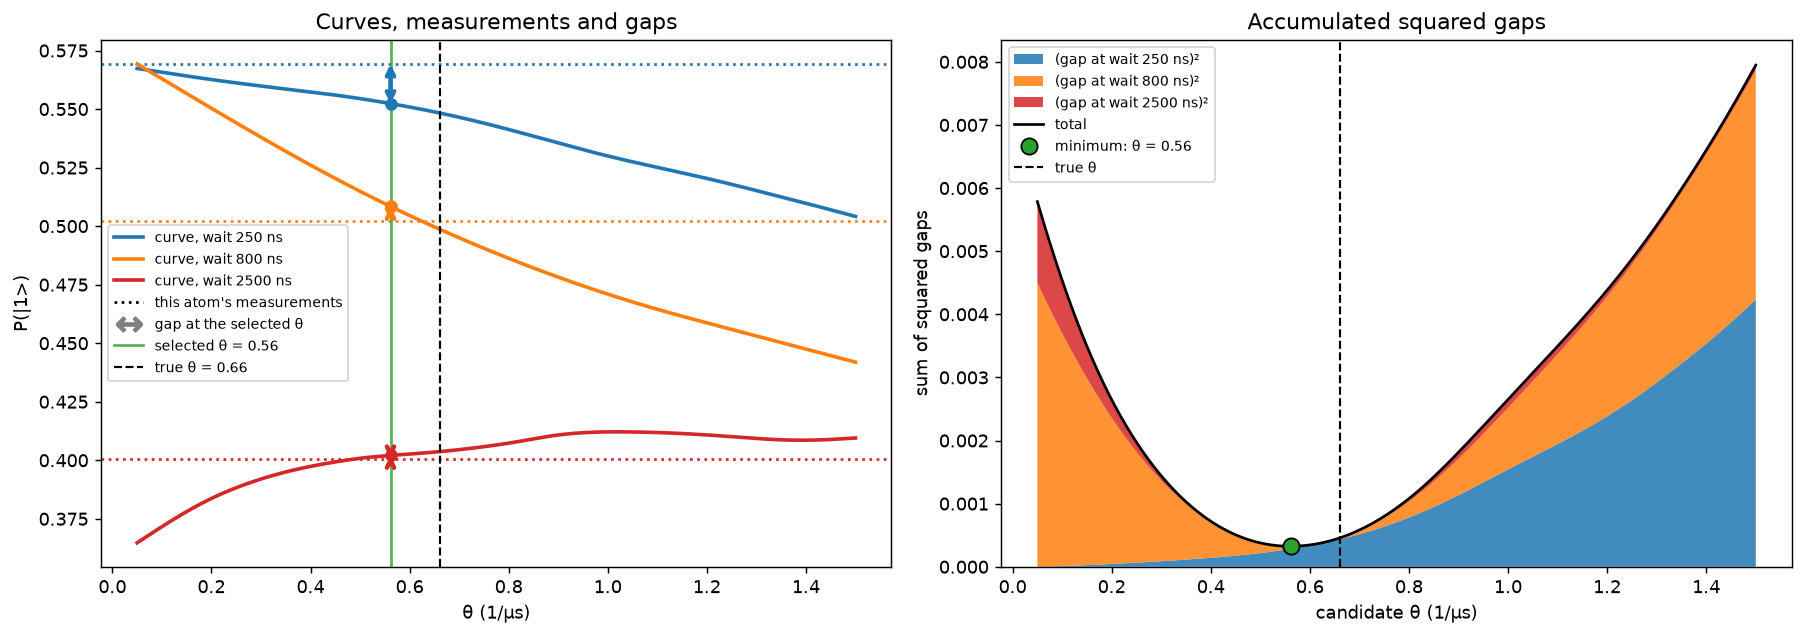 Curves, measurements and gaps
P(|1>)
0.575
0.550
0.525
0.500
0.475
0.450
0.425
0.400
0.375
curve, wait 250 ns
curve, wait 800 ns
curve, wait 2500 ns
this atom's measurements
gap at the selected θ
selected θ = 0.56
true θ = 0.66
0.0 0.2 0.4 0.6 0.8 1.0 1.2 1.4
θ (1/μs)
Accumulated squared gaps
sum of squared gaps
0.008
0.007
0.006
0.005
0.004
0.003
0.002
0.001
0.000
(gap at wait 250 ns)²
(gap at wait 800 ns)²
(gap at wait 2500 ns)²
total
minimum: θ = 0.56
true θ
0.0 0.2 0.4 0.6 0.8 1.0 1.2 1.4
candidate θ (1/μs)